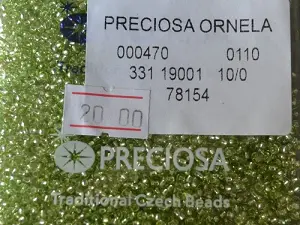 PRECIOSA ORNELA
000470 0110
331 19001 10/0
78154
20 00
PRECIOSA
Traditional Czech Beads